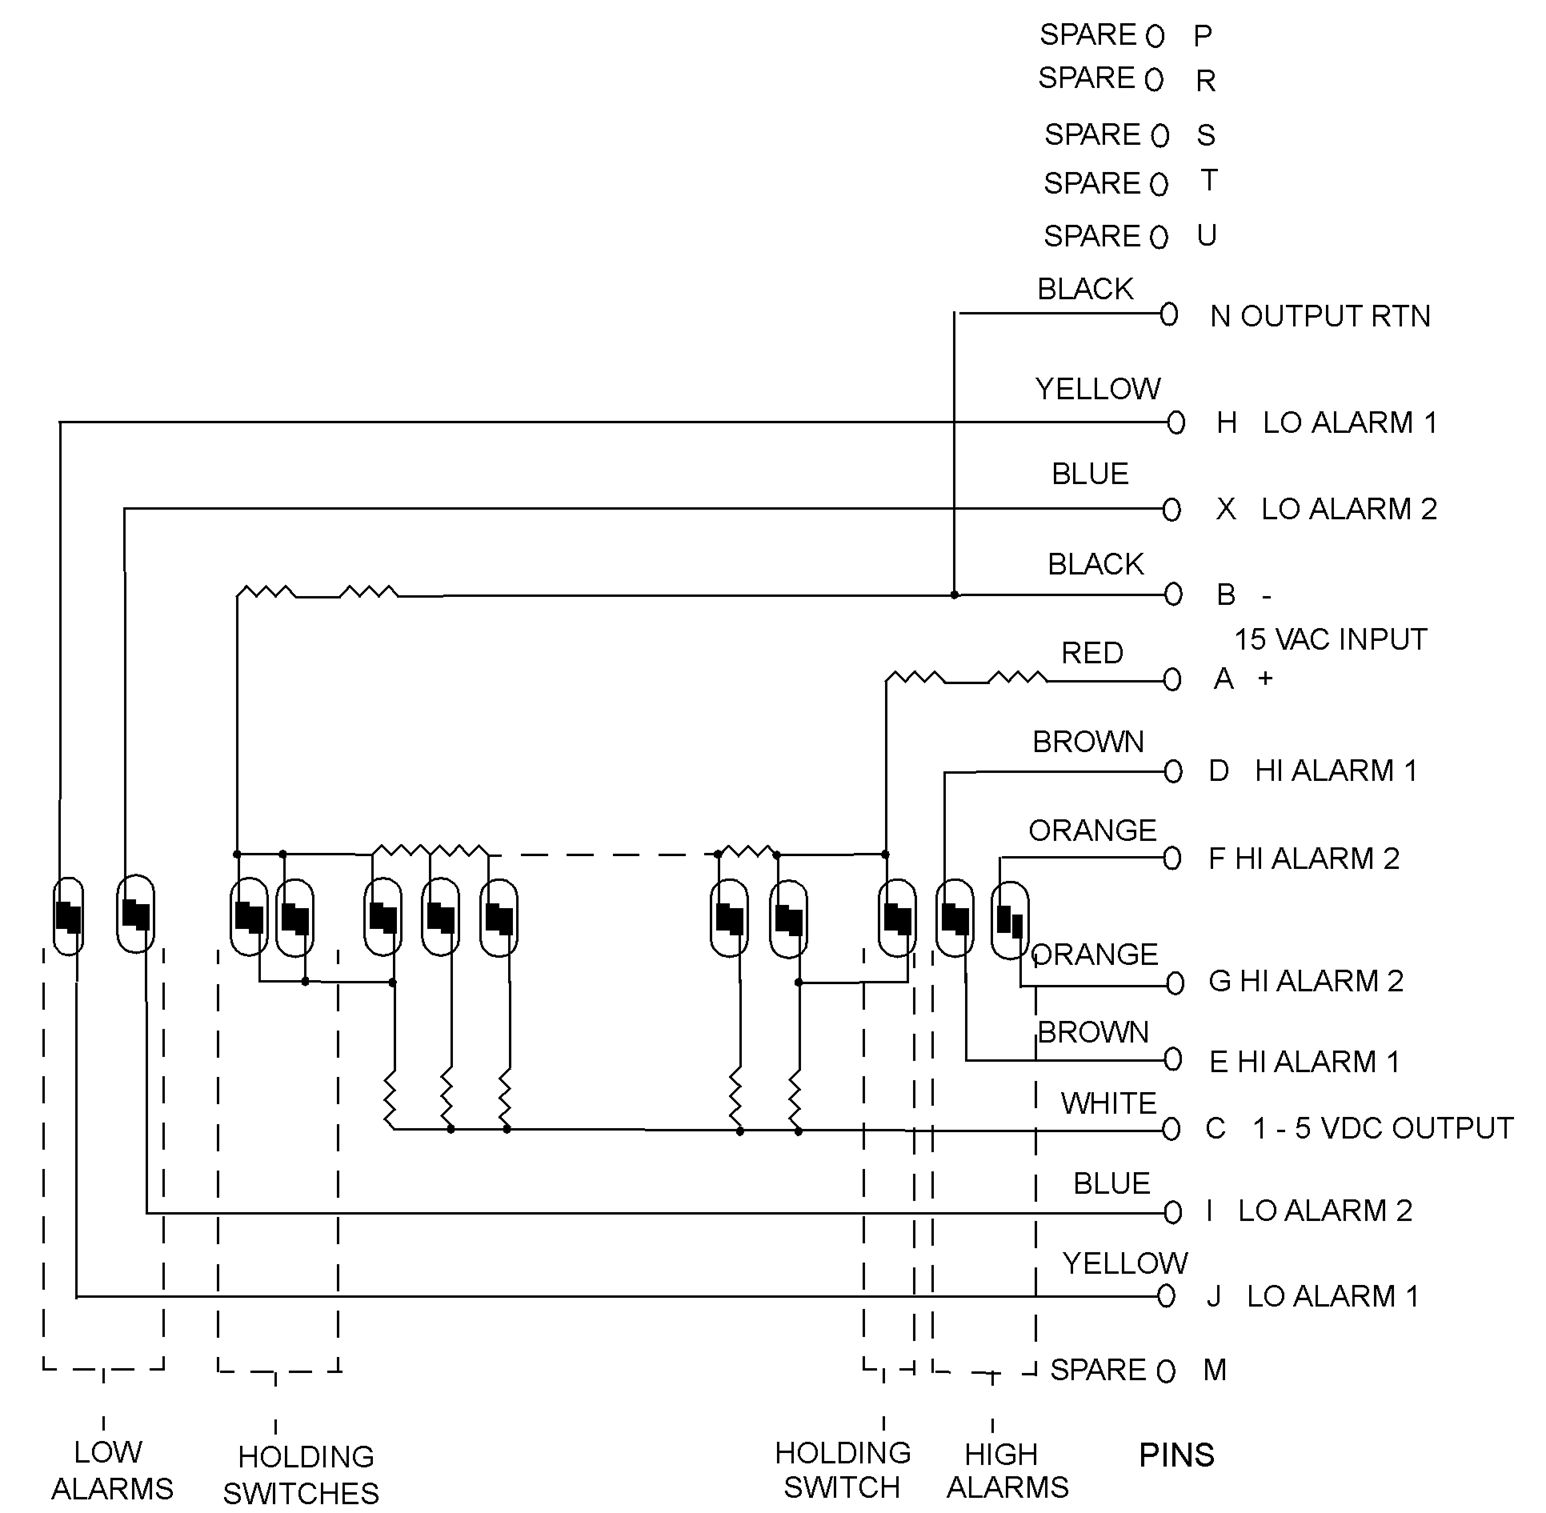 SPARE P
SPARE R
SPARE S
SPARE T
SPARE U
BLACK
N OUTPUT RTN
YELLOW
H LO ALARM 1
BLUE
X LO ALARM 2
BLACK
B -
15 VAC INPUT
RED
A +
BROWN
D HI ALARM 1
ORANGE
F HI ALARM 2
ORANGE
G HI ALARM 2
BROWN
E HI ALARM 1
WHITE
C 1 - 5 VDC OUTPUT
BLUE
I LO ALARM 2
YELLOW
J LO ALARM 1
SPARE M
LOW
ALARMS
HOLDING
SWITCHES
HOLDING
SWITCH
HIGH
ALARMS
PINS